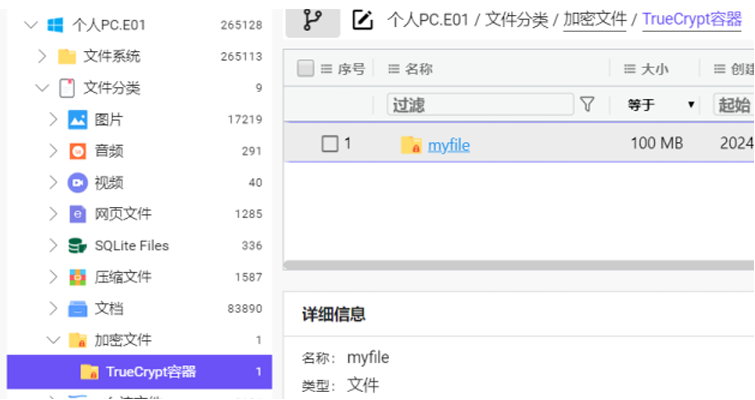 个人PC.E01 265128
文件系统 265113
文件分类 9
图片 17219
音频 291
视频 40
网页文件 1285
SQLite Files 336
压缩文件 1587
文档 83890
加密文件 1
TrueCrypt容器 1
个人PC.E01 / 文件分类 / 加密文件 / TrueCrypt容器
序号 名称 大小 创建
过滤 等于 起始
1 myfile 100 MB 2024
详细信息
名称: myfile
类型: 文件